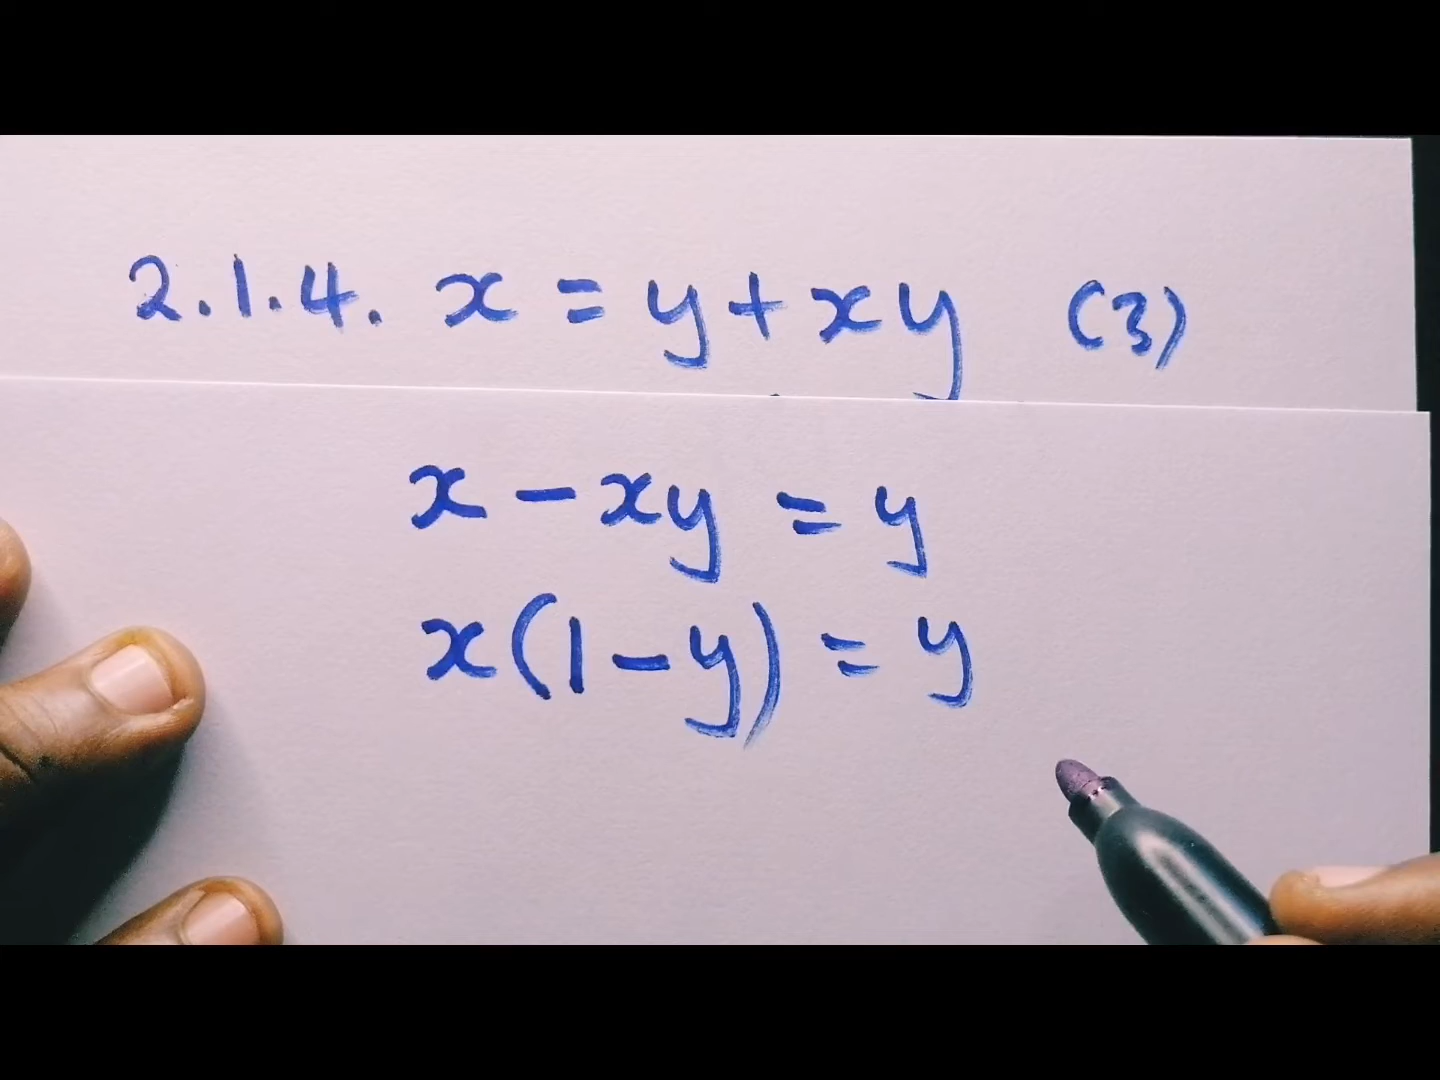 2.1.4. x = y + xy (3)
x - xy = y
x(1 - y) = y